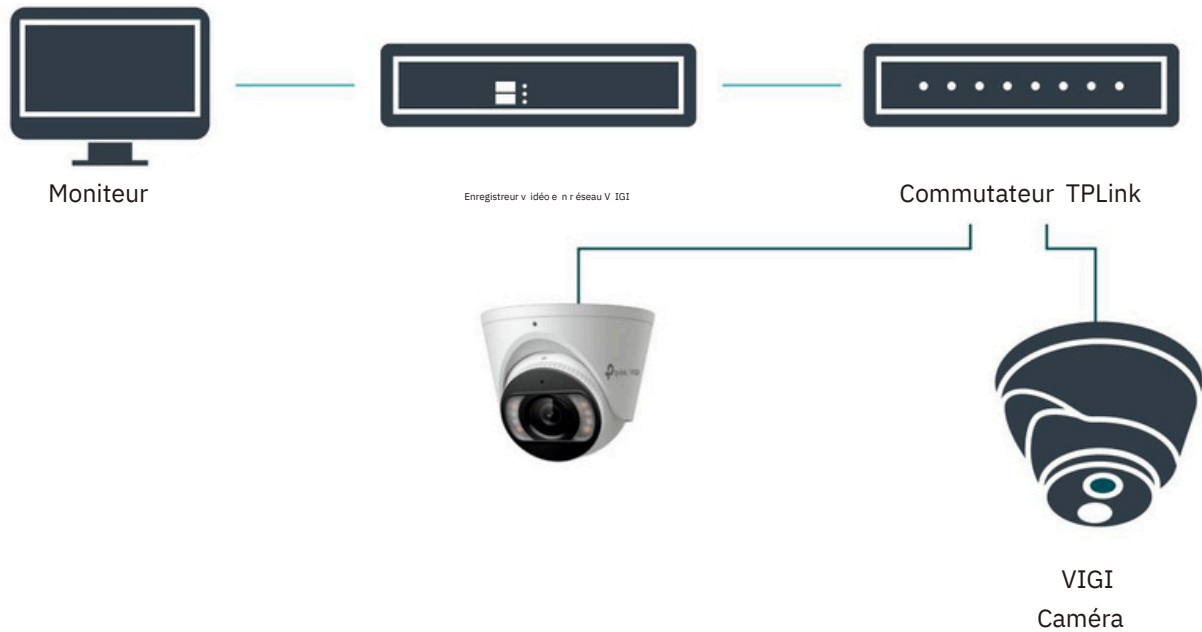 Moniteur
Enregistreur v idéo e n r éseau V IGI
Commutateur TPLink
VIGI
Caméra